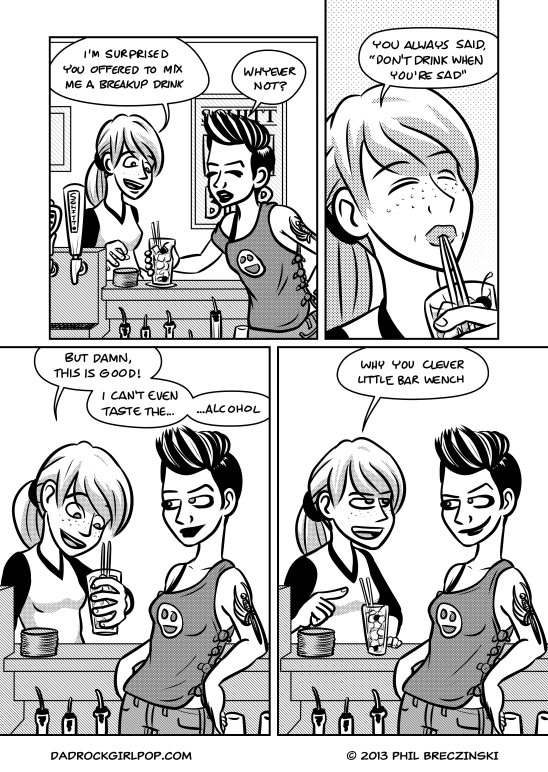 I'M SURPRISED
YOU OFFERED TO MIX
ME A BREAKUP DRINK
WHYEVER
NOT?
SCHITT
SCHITT
YOU ALWAYS SAID,
"DON'T DRINK WHEN
YOU'RE SAD"
BUT DAMN,
THIS IS GOOD!
I CAN'T EVEN
TASTE THE...
...ALCOHOL
WHY YOU CLEVER
LITTLE BAR WENCH
DADROCKGIRLPOP.COM
© 2013 PHIL BRECZINSKI